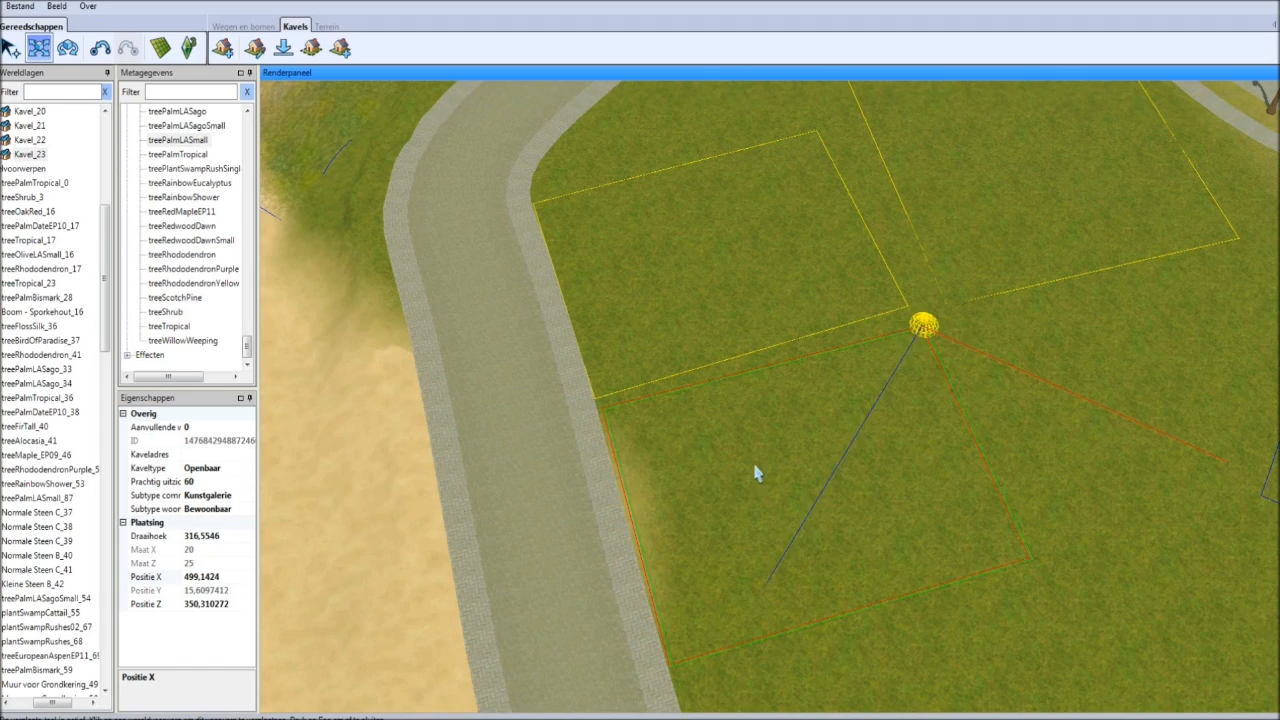 Bestand Beeld Over
Gereedschappen
Wegen en bomen Kavels Terrein
Wereldlagen
Filter X
Kavel_20
Kavel_21
Kavel_22
Kavel_23
treePalmTropical_0
treeShrub_3
treeOakRed_16
treePalmDateEP10_17
treeTropical_17
treeOliveLASmall_16
treeRhododendron_17
treeTropical_23
treePalmBismark_28
Boom - Sporkehout_16
treeFlossSilk_36
treeBirdOfParadise_37
treeRhododendron_41
treePalmLASago_33
treePalmLASago_34
treePalmTropical_36
treePalmDateEP10_38
treeFirTall_40
treeAlocasia_41
treeMaple_EP09_46
treeRhododendronPurple_5
treeRainbowShower_53
treePalmLASmall_87
Normale Steen C_37
Normale Steen C_38
Normale Steen C_39
Normale Steen B_40
Normale Steen C_41
Kleine Steen B_42
treePalmLASagoSmall_54
plantSwampCattail_55
plantSwampRushes02_67
plantSwampRushes_68
treeEuropeanAspenEP11_6
treePalmBismark_59
Muur voor Grondkering_49
Metagegevens
Filter X
treePalmLASago
treePalmLASagoSmall
treePalmLASmall
treePalmTropical
treePlantSwampRushSingl
treeRainbowEucalyptus
treeRainbowShower
treeRedMapleEP11
treeRedwoodDawn
treeRedwoodDawnSmall
treeRhododendron
treeRhododendronPurple
treeRhododendronYellow
treeScotchPine
treeShrub
treeTropical
treeWillowWeeping
Effecten
Eigenschappen
Overig
Aanvullende v 0
ID 147684294887246
Kaveladres
Kaveltype Openbaar
Prachtig uitzic 60
Subtype comm Kunstgalerie
Subtype woor Bewoonbaar
Plaatsing
Draaihoek 316,5546
Maat X 20
Maat Z 25
Positie X 499,1424
Positie Y 15,6097412
Positie Z 350,310272
Positie X
Renderpaneel